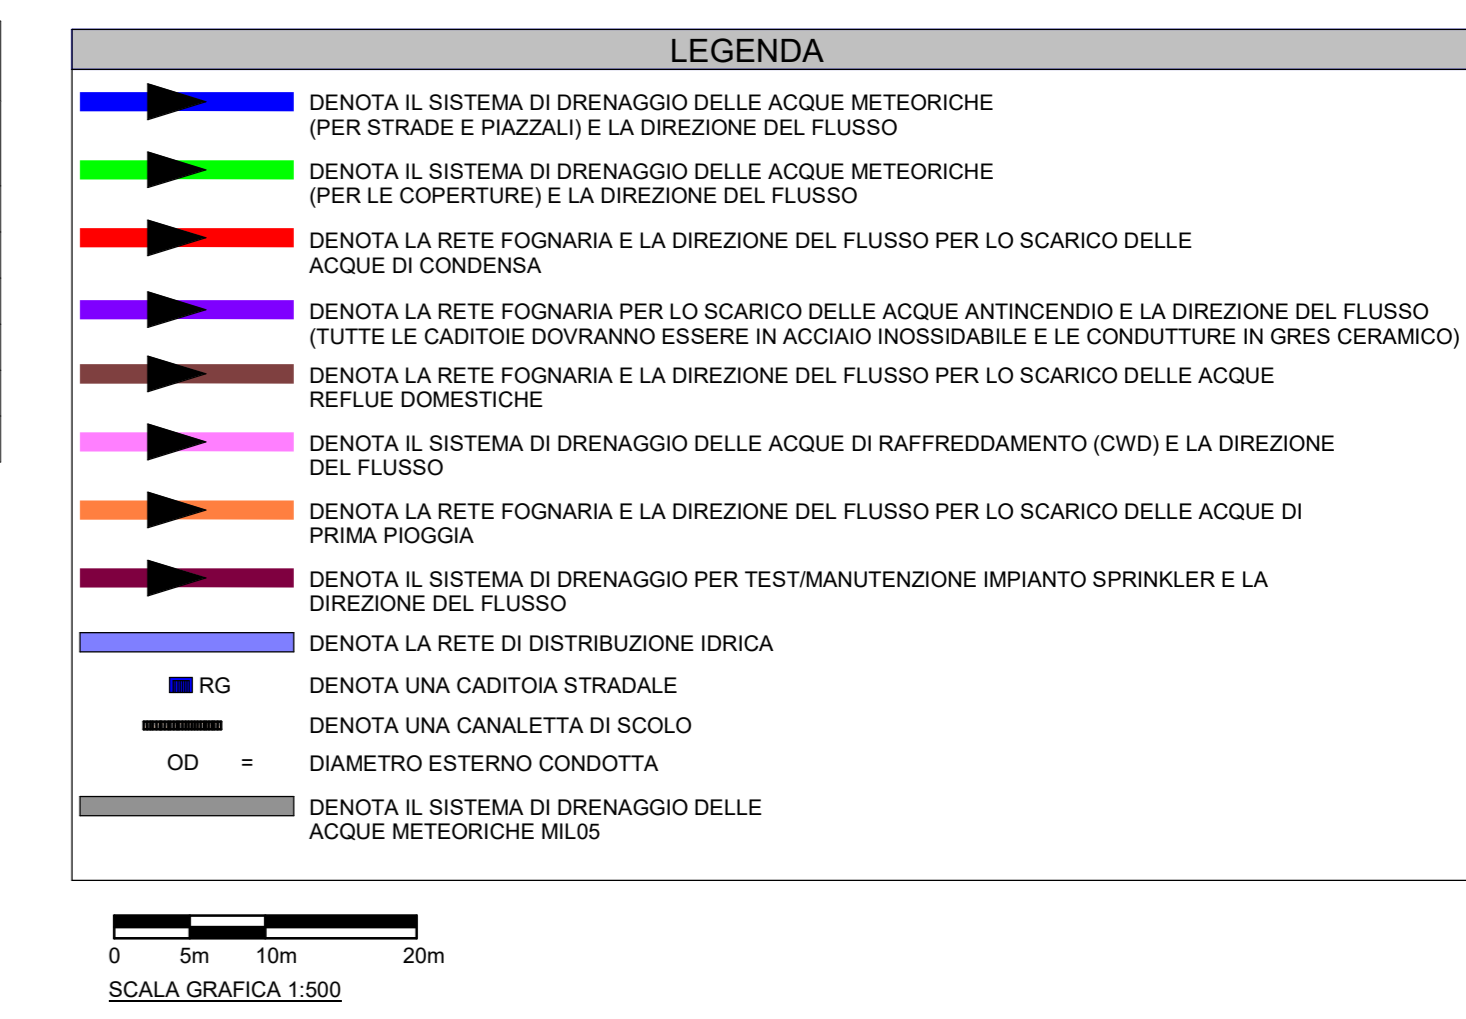 LEGENDA
DENOTA IL SISTEMA DI DRENAGGIO DELLE ACQUE METEORICHE
(PER STRADE E PIAZZALI) E LA DIREZIONE DEL FLUSSO
DENOTA IL SISTEMA DI DRENAGGIO DELLE ACQUE METEORICHE
(PER LE COPERTURE) E LA DIREZIONE DEL FLUSSO
DENOTA LA RETE FOGNARIA E LA DIREZIONE DEL FLUSSO PER LO SCARICO DELLE
ACQUE DI CONDENSA
DENOTA LA RETE FOGNARIA PER LO SCARICO DELLE ACQUE ANTINCENDIO E LA DIREZIONE DEL FLUSSO
(TUTTE LE CADITOIE DOVRANNO ESSERE IN ACCIAIO INOSSIDABILE E LE CONDUTTURE IN GRES CERAMICO)
DENOTA LA RETE FOGNARIA E LA DIREZIONE DEL FLUSSO PER LO SCARICO DELLE ACQUE
REFLUE DOMESTICHE
DENOTA IL SISTEMA DI DRENAGGIO DELLE ACQUE DI RAFFREDDAMENTO (CWD) E LA DIREZIONE
DEL FLUSSO
DENOTA LA RETE FOGNARIA E LA DIREZIONE DEL FLUSSO PER LO SCARICO DELLE ACQUE DI
PRIMA PIOGGIA
DENOTA IL SISTEMA DI DRENAGGIO PER TEST/MANUTENZIONE IMPIANTO SPRINKLER E LA
DIREZIONE DEL FLUSSO
DENOTA LA RETE DI DISTRIBUZIONE IDRICA
RG DENOTA UNA CADITOIA STRADALE
DENOTA UNA CANALETTA DI SCOLO
OD = DIAMETRO ESTERNO CONDOTTA
DENOTA IL SISTEMA DI DRENAGGIO DELLE
ACQUE METEORICHE MIL05
0 5m 10m 20m
SCALA GRAFICA 1:500